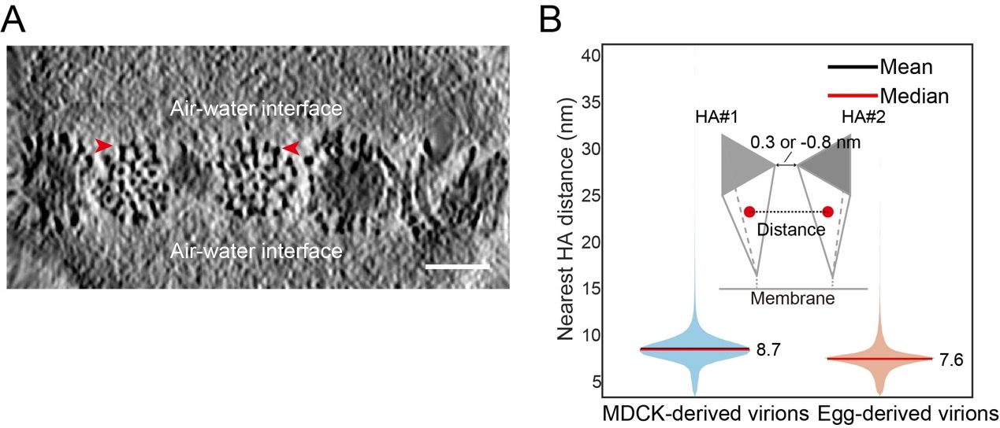 A
Air-water interface
Air-water interface
B
Nearest HA distance (nm)
40
35
30
25
20
15
10
5
Mean
Median
HA#1
HA#2
0.3 or -0.8 nm
Distance
Membrane
8.7
7.6
MDCK-derived virions
Egg-derived virions